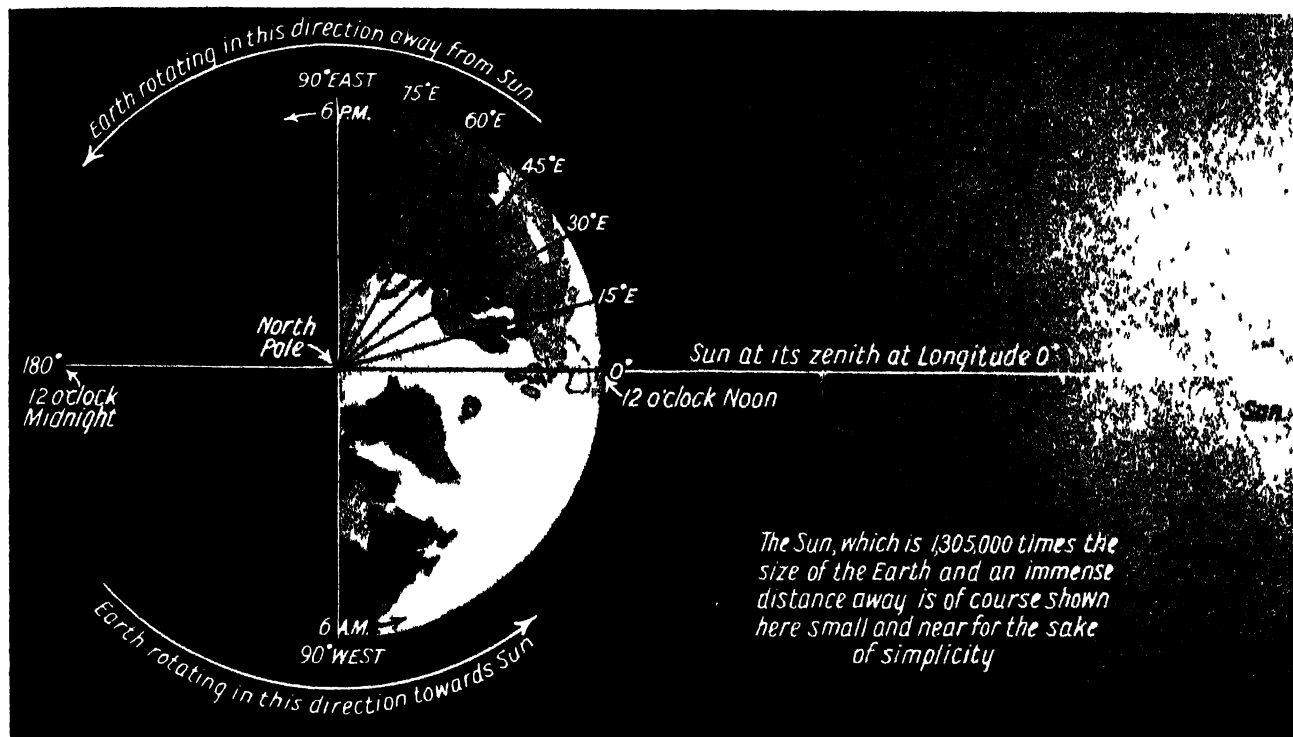 Earth rotating in this direction away from Sun
90°EAST
75°E
60°E
6 P.M.
45°E
30°E
15°E
North
Pole
180°
0°
Sun at its zenith at Longitude 0°
12 o'clock
Midnight
12 o'clock Noon
Sun
The Sun, which is 1,305,000 times the
size of the Earth and an immense
distance away is of course shown
here small and near for the sake
of simplicity
6 A.M.
90°WEST
Earth rotating in this direction towards Sun